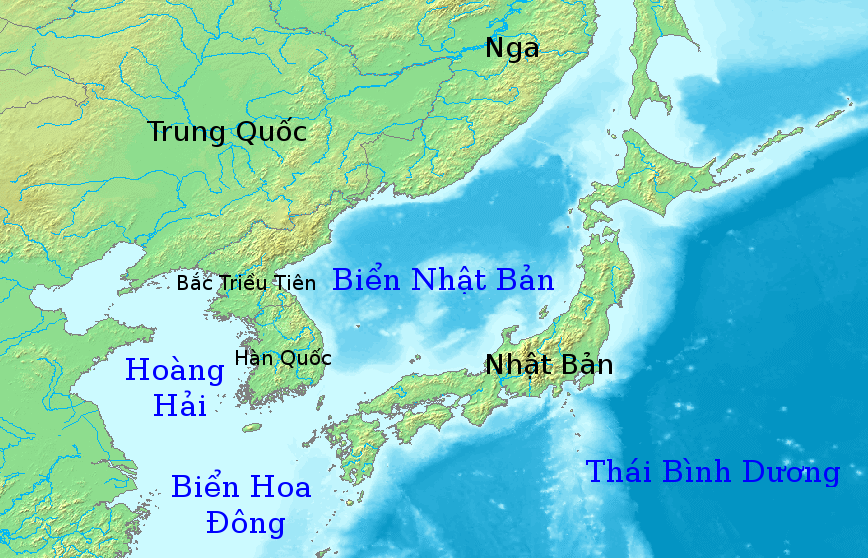 Nga
Trung Quốc
Bắc Triều Tiên
Biển Nhật Bản
Hàn Quốc
Nhật Bản
Hoàng
Hải
Thái Bình Dương
Biển Hoa
Đông